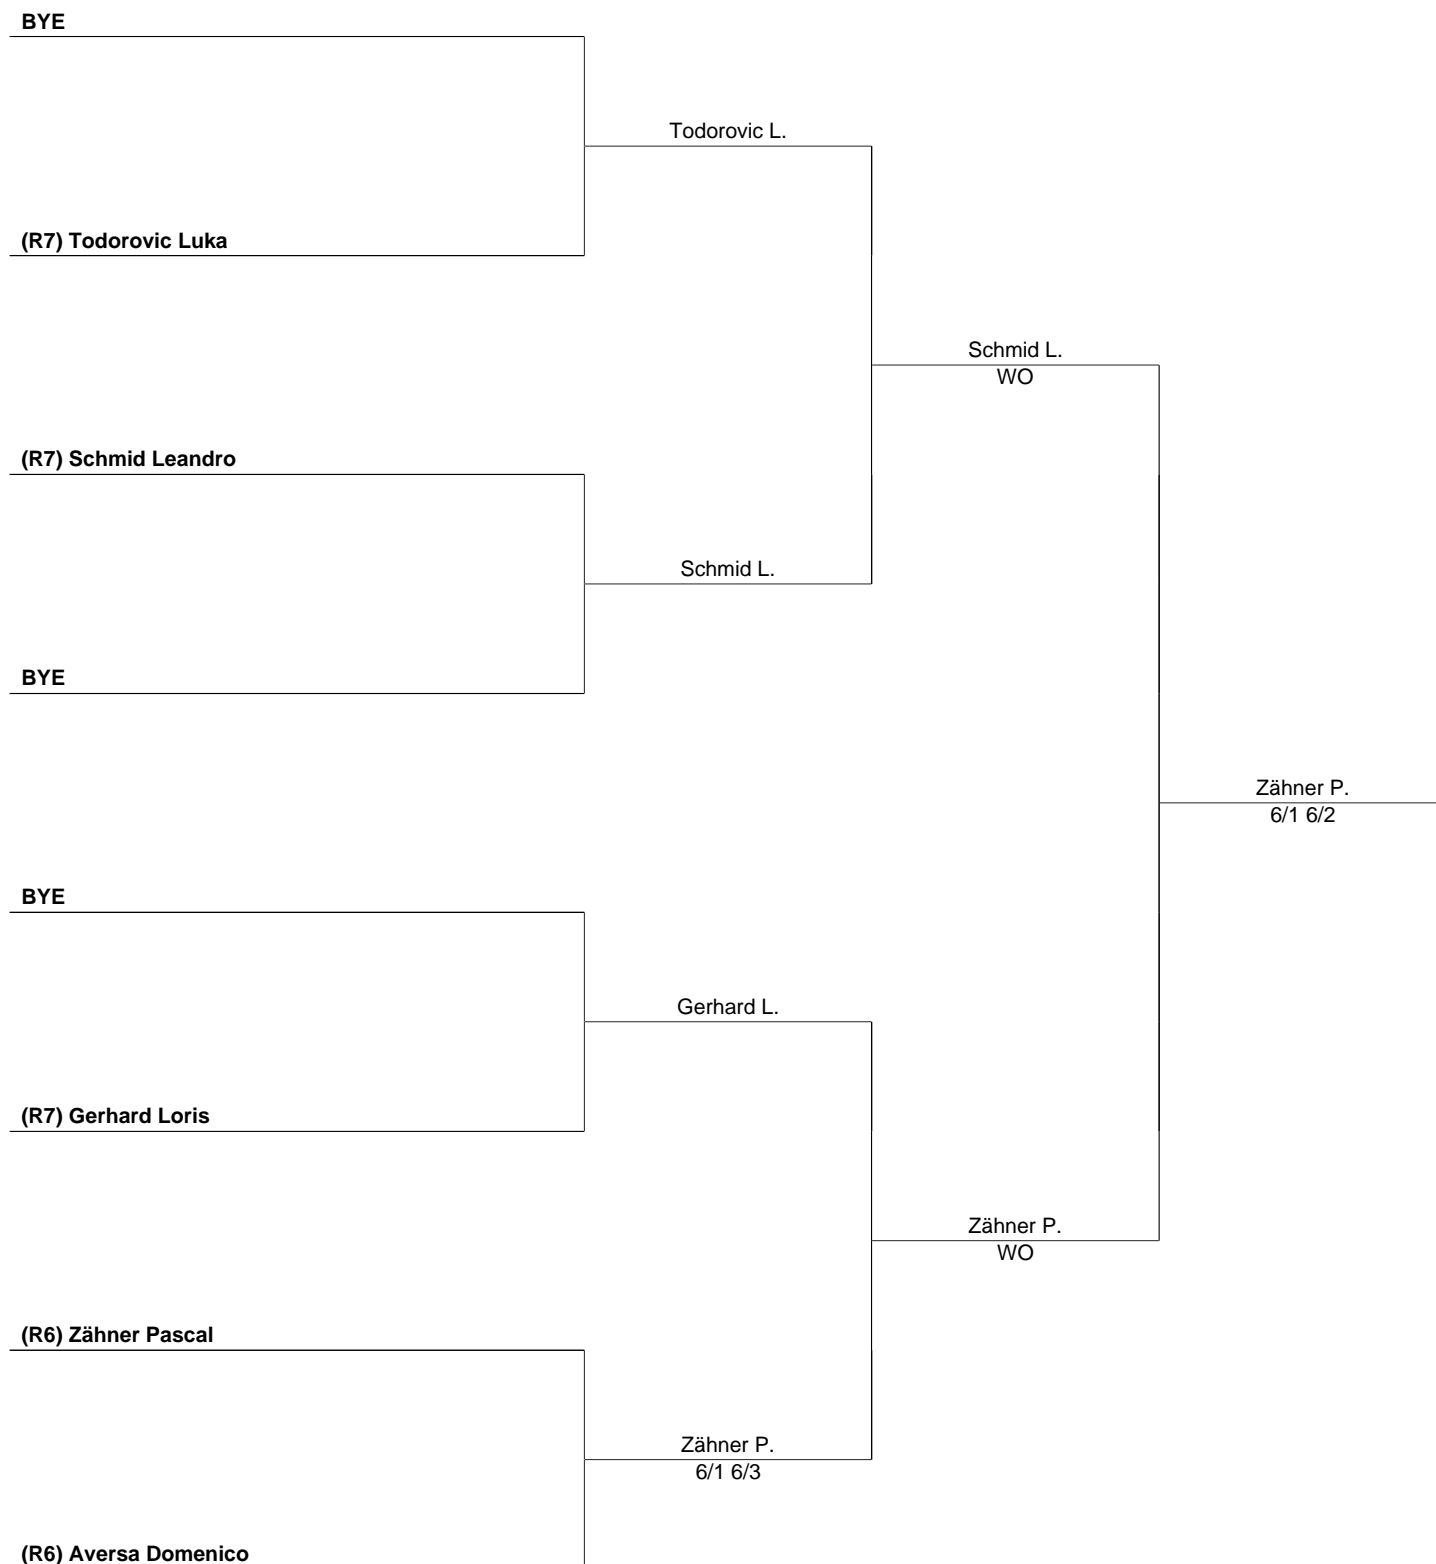 BYE
Todorovic L.
(R7) Todorovic Luka
Schmid L.
WO
(R7) Schmid Leandro
Schmid L.
BYE
Zähner P.
6/1 6/2
BYE
Gerhard L.
(R7) Gerhard Loris
Zähner P.
WO
(R6) Zähner Pascal
Zähner P.
6/1 6/3
(R6) Aversa Domenico